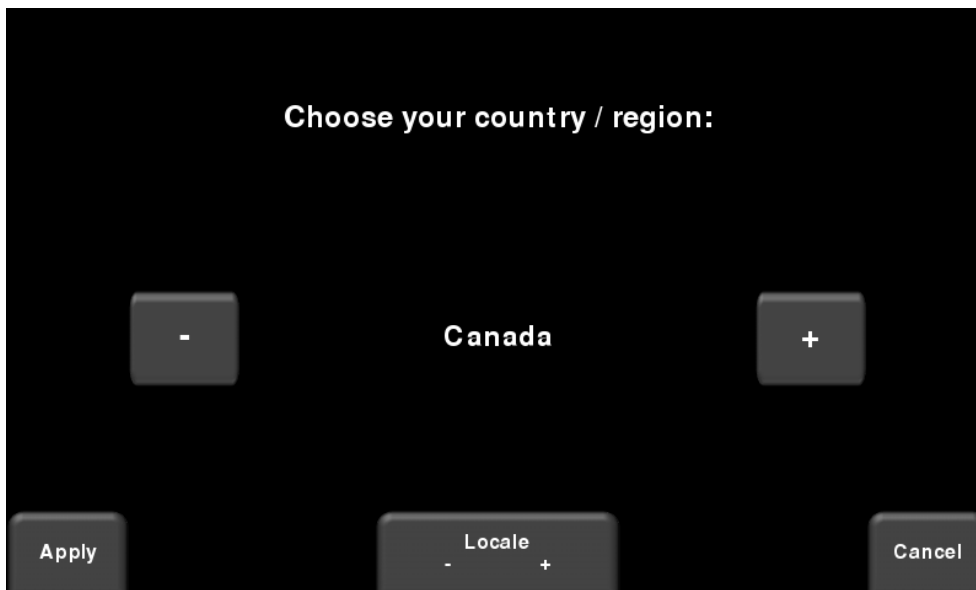 Choose your country / region:
- Canada +
Apply
Locale
- +
Cancel